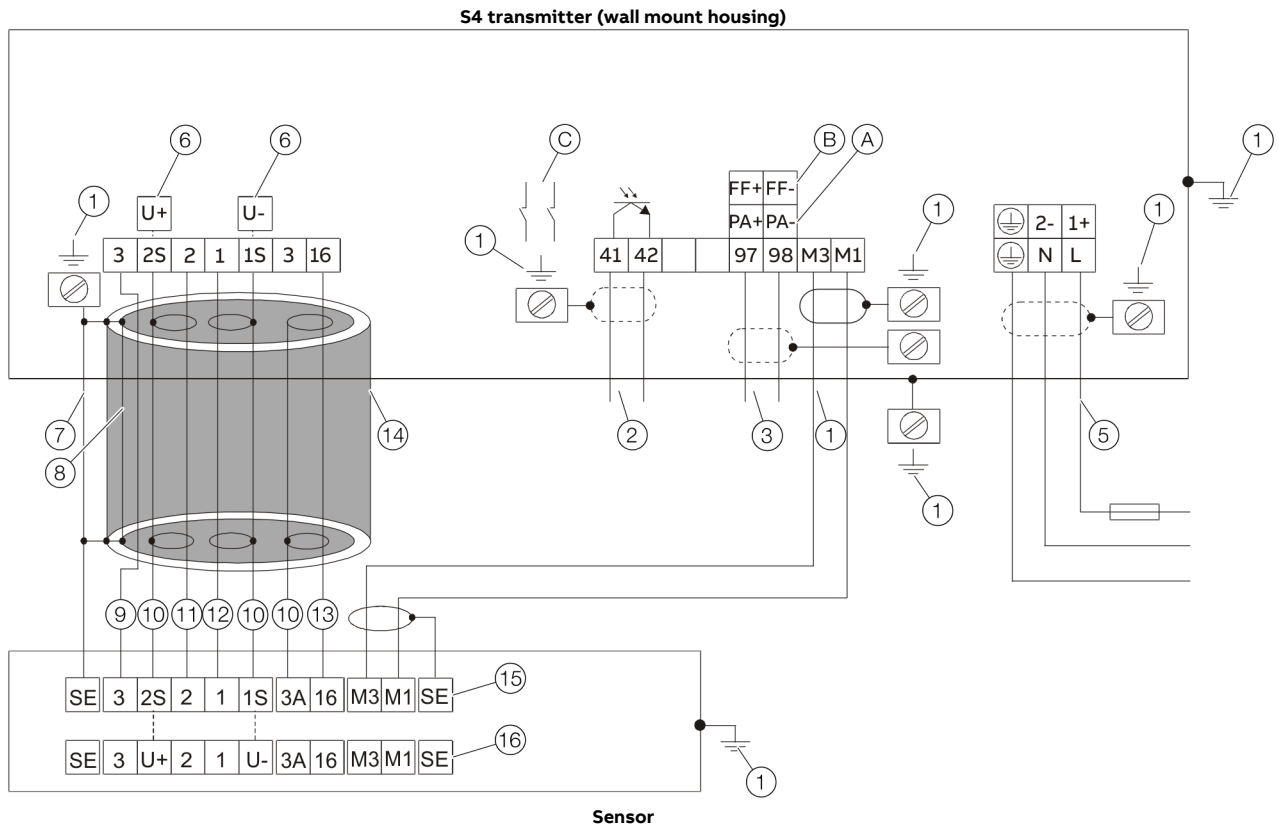 S4 transmitter (wall mount housing)
6 6 C B A 1
FF+ FF-
1 U+ U- PA+ PA- 1 2- 1+ 1
3 2S 2 1 1S 3 16 1 41 42 97 98 M3 M1 N L
7 14 2 3 1 5
8
1
9 10 11 12 10 10 13
SE 3 2S 2 1 1S 3A 16 M3 M1 SE 15
SE 3 U+ 2 1 U- 3A 16 M3 M1 SE 16
1
Sensor